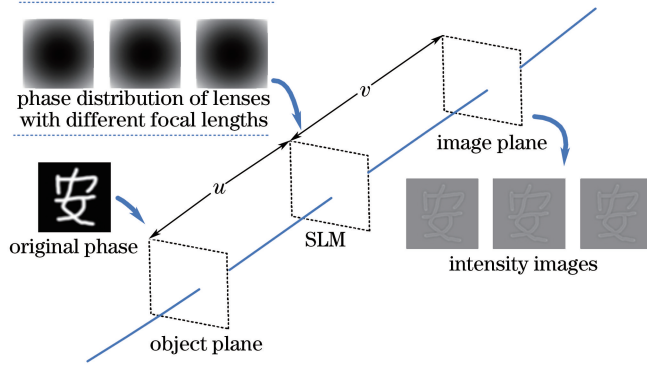 phase distribution of lenses
with different focal lengths
v
image plane
u
安
original phase
SLM
安 安 安
intensity images
object plane